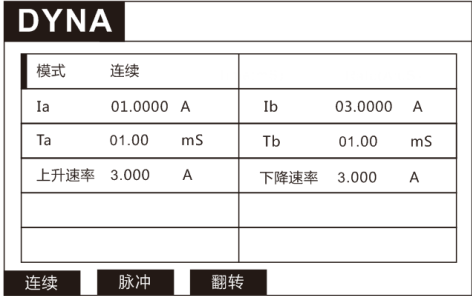 DYNA
模式 连续
Ia 01.0000 A Ib 03.0000 A
Ta 01.00 mS Tb 01.00 mS
上升速率 3.000 A 下降速率 3.000 A
连续 脉冲 翻转